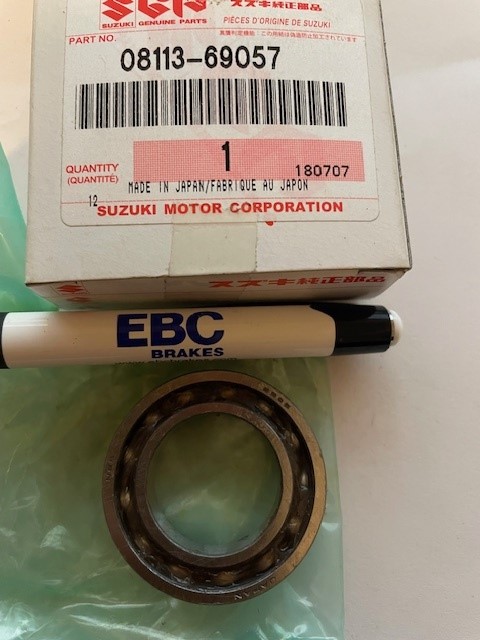 SUZUKI
SUZUKI GENUINE PARTS
スズキ純正部品
PIÈCES D'ORIGINE DE SUZUKI
PART NO.
08113-69057
QUANTITY
(QUANTITÉ)
1
180707
MADE IN JAPAN/FABRIQUE AU JAPON
12
SUZUKI MOTOR CORPORATION
スズキ純正部品
EBC
BRAKES